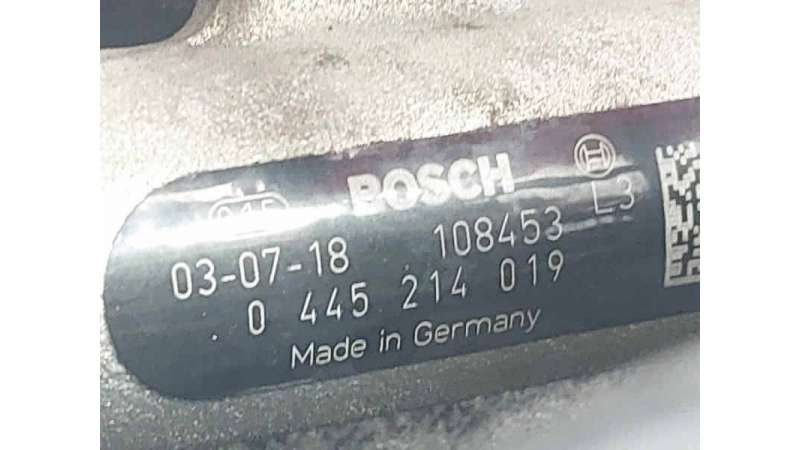 BOSCH
03-07-18 108453 L3
0 445 214 019
Made in Germany